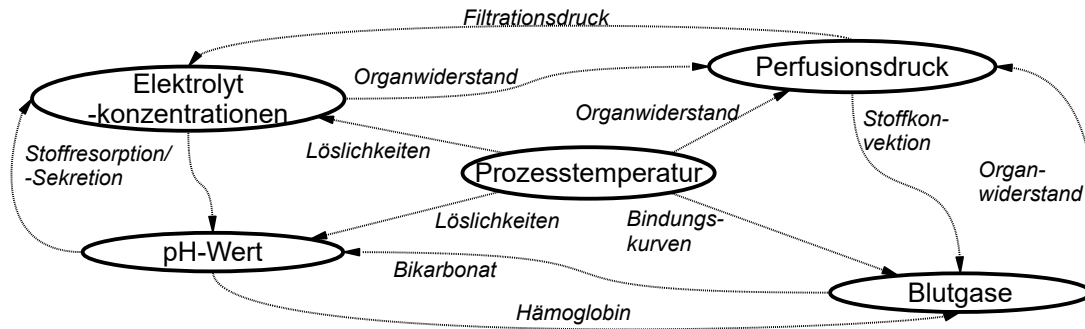 Filtrationsdruck
Elektrolyt
-konzentrationen
Organwiderstand
Perfusionsdruck
Organwiderstand
Stoffkon-
vektion
Löslichkeiten
Stoffresorption/
-Sekretion
Prozesstemperatur
Organ-
widerstand
Löslichkeiten
Bindungs-
kurven
pH-Wert
Bikarbonat
Blutgase
Hämoglobin